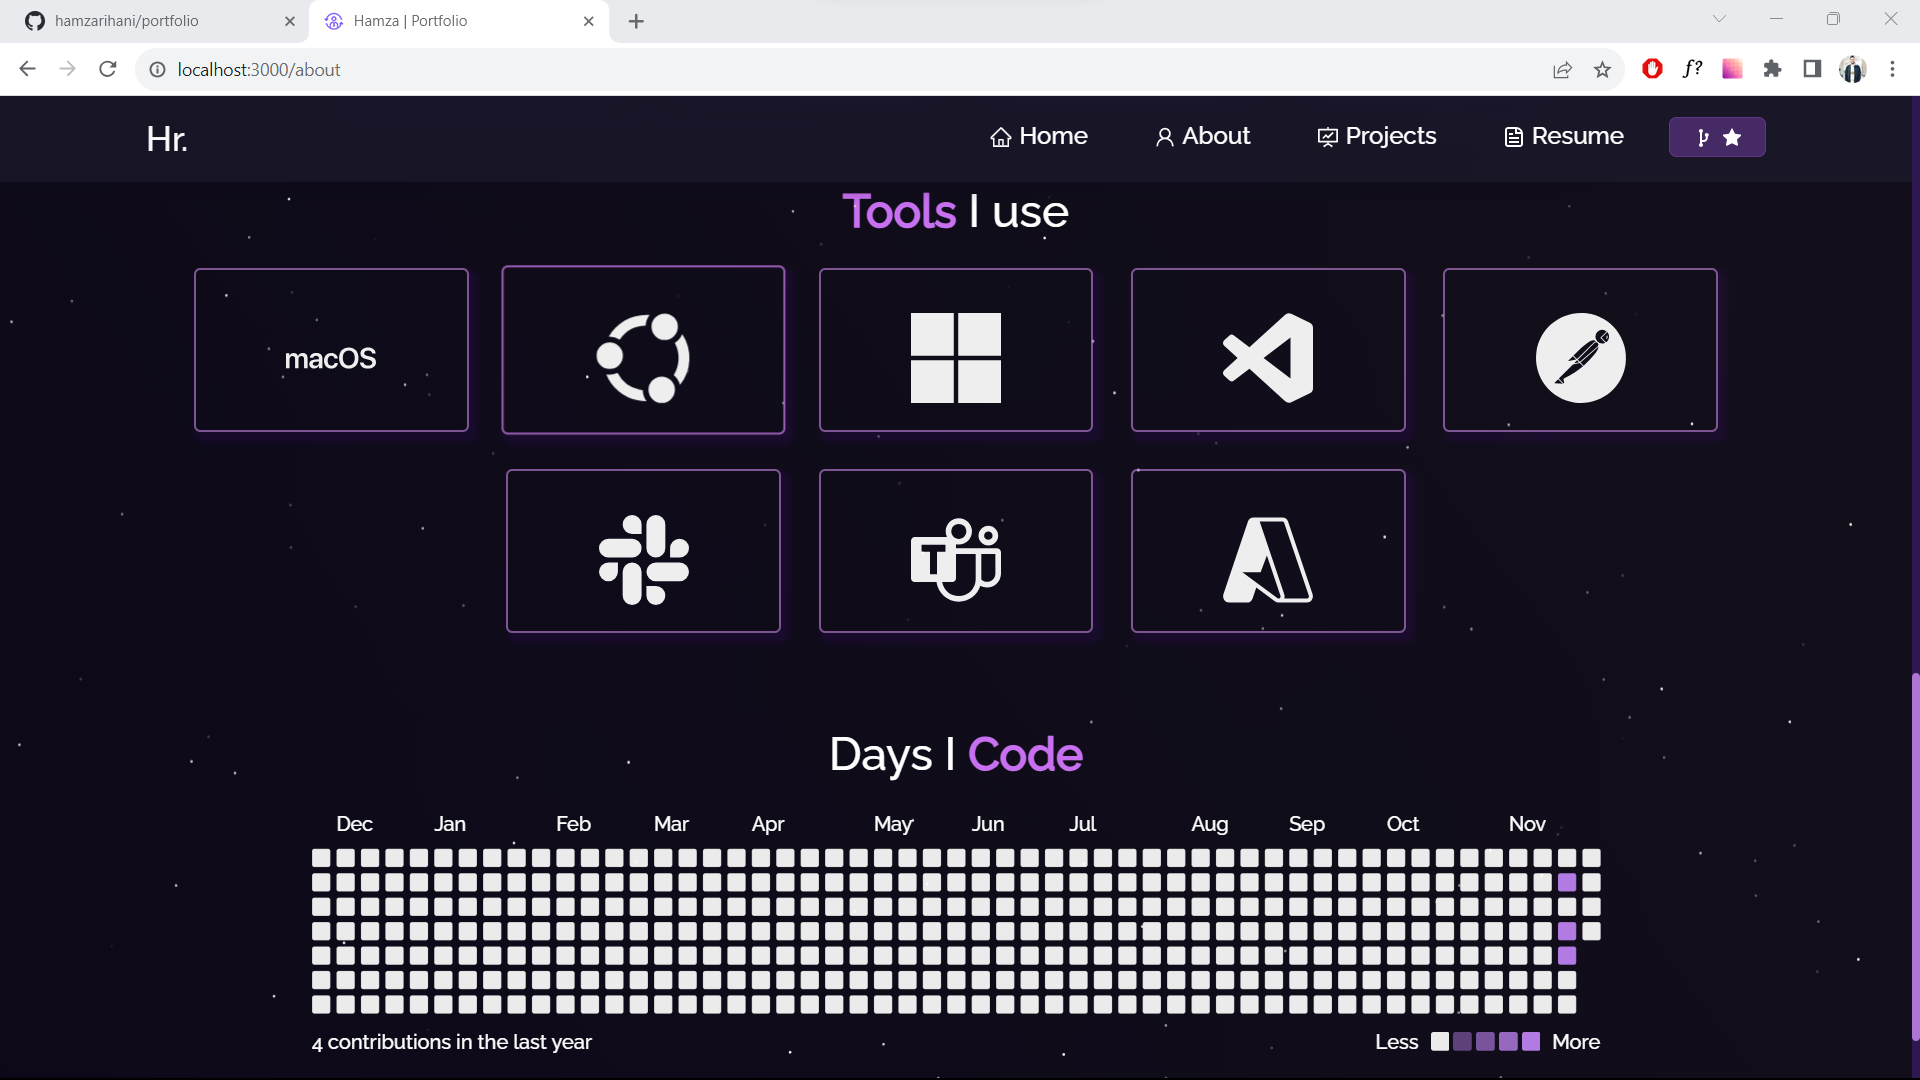 hamzarihani/portfolio
Hamza | Portfolio
localhost:3000/about
f?
Hr.
Home
About
Projects
Resume
Tools I use
macOS
T
Days I Code
Dec Jan Feb Mar Apr May Jun Jul Aug Sep Oct Nov
4 contributions in the last year
Less
More